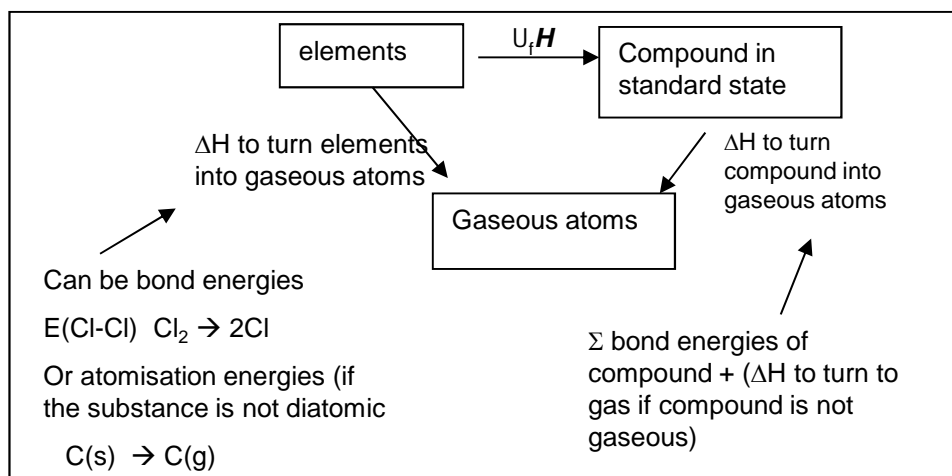 elements
U_fH
Compound in
standard state
ΔH to turn elements
into gaseous atoms
ΔH to turn
compound into
gaseous atoms
Gaseous atoms
Can be bond energies
E(Cl-Cl) Cl₂ → 2Cl
Or atomisation energies (if
the substance is not diatomic
C(s) → C(g)
Σ bond energies of
compound + (ΔH to turn to
gas if compound is not
gaseous)